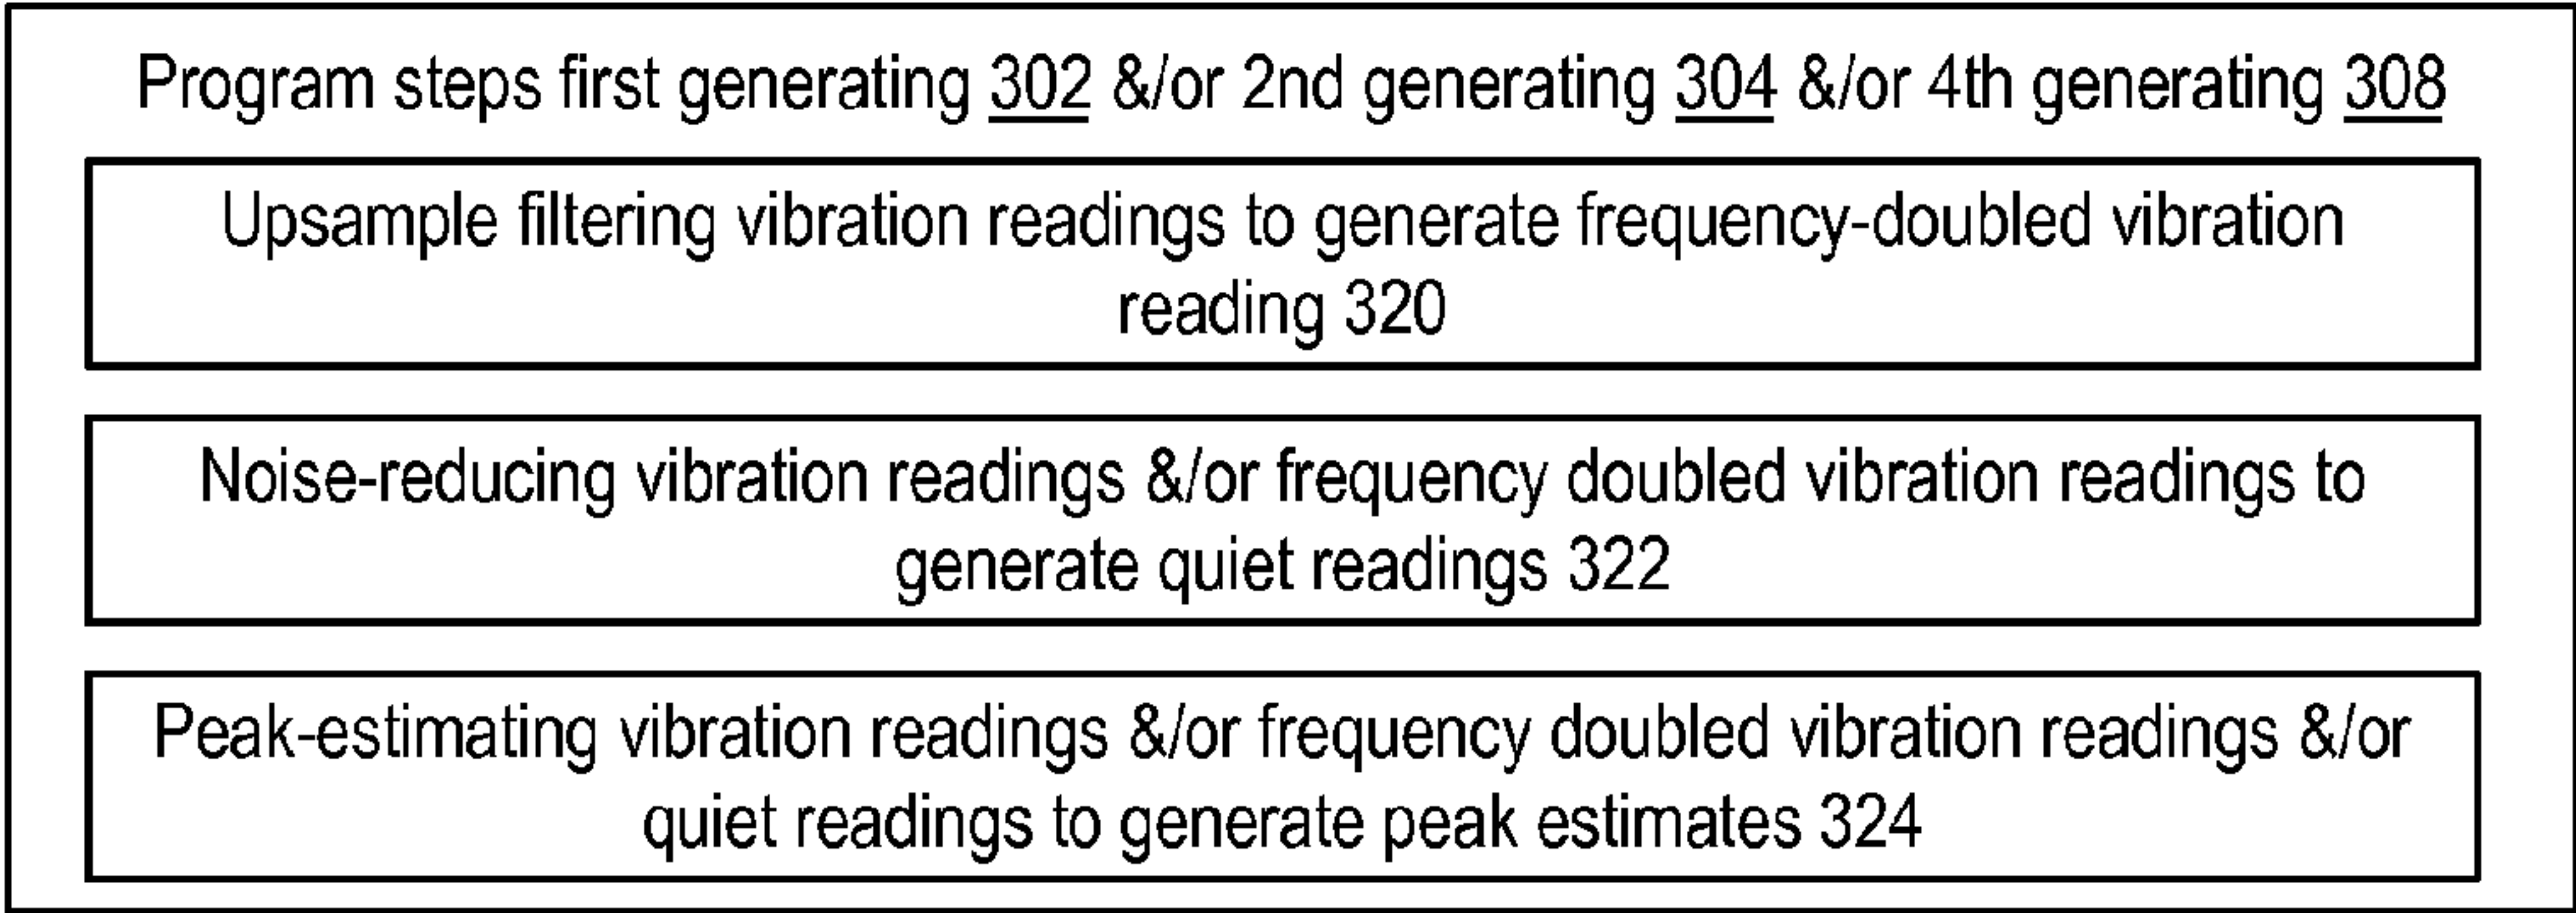 Program steps first generating 302 &/or 2nd generating 304 &/or 4th generating 308
Upsample filtering vibration readings to generate frequency-doubled vibration
reading 320
Noise-reducing vibration readings &/or frequency doubled vibration readings to
generate quiet readings 322
Peak-estimating vibration readings &/or frequency doubled vibration readings &/or
quiet readings to generate peak estimates 324